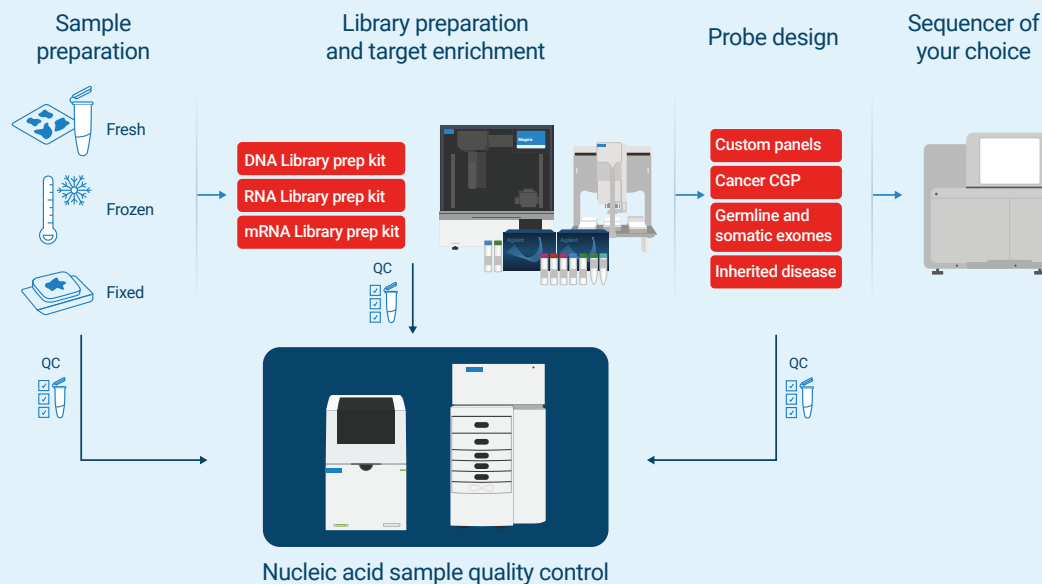 Sample
preparation
Library preparation
and target enrichment
Probe design
Sequencer of
your choice
Fresh
Frozen
Fixed
DNA Library prep kit
RNA Library prep kit
mRNA Library prep kit
Magnis
Agilent
Agilent
Custom panels
Cancer CGP
Germline and
somatic exomes
Inherited disease
QC
QC
QC
Nucleic acid sample quality control